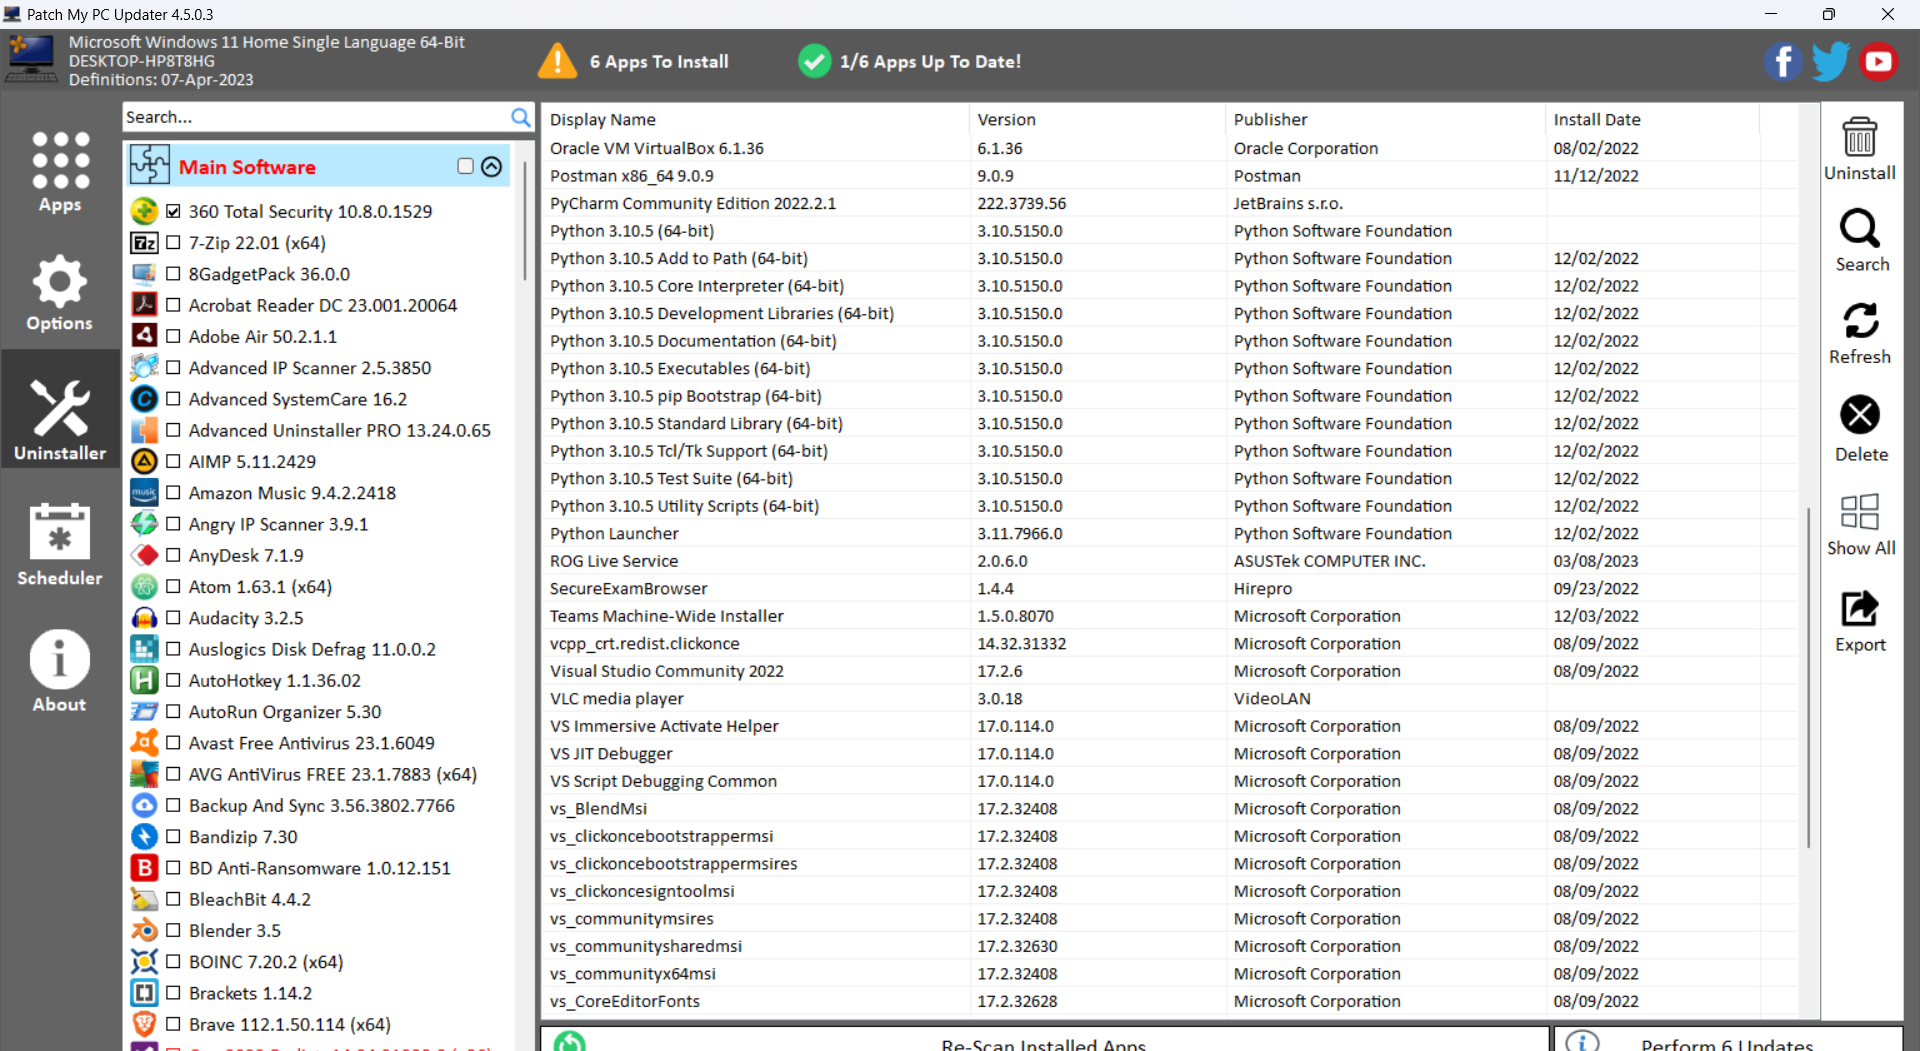 Patch My PC Updater 4.5.0.3
Microsoft Windows 11 Home Single Language 64-Bit
DESKTOP-HP8T8HG
Definitions: 07-Apr-2023
6 Apps To Install
1/6 Apps Up To Date!
Apps
Options
Uninstaller
Scheduler
About
Search...
Main Software
360 Total Security 10.8.0.1529
7-Zip 22.01 (x64)
8GadgetPack 36.0.0
Acrobat Reader DC 23.001.20064
Adobe Air 50.2.1.1
Advanced IP Scanner 2.5.3850
Advanced SystemCare 16.2
Advanced Uninstaller PRO 13.24.0.65
AIMP 5.11.2429
Amazon Music 9.4.2.2418
Angry IP Scanner 3.9.1
AnyDesk 7.1.9
Atom 1.63.1 (x64)
Audacity 3.2.5
Auslogics Disk Defrag 11.0.0.2
AutoHotkey 1.1.36.02
AutoRun Organizer 5.30
Avast Free Antivirus 23.1.6049
AVG AntiVirus FREE 23.1.7883 (x64)
Backup And Sync 3.56.3802.7766
Bandizip 7.30
BD Anti-Ransomware 1.0.12.151
BleachBit 4.4.2
Blender 3.5
BOINC 7.20.2 (x64)
Brackets 1.14.2
Brave 112.1.50.114 (x64)
Display Name Version Publisher Install Date
Oracle VM VirtualBox 6.1.36 6.1.36 Oracle Corporation 08/02/2022
Postman x86_64 9.0.9 9.0.9 Postman 11/12/2022
PyCharm Community Edition 2022.2.1 222.3739.56 JetBrains s.r.o.
Python 3.10.5 (64-bit) 3.10.5150.0 Python Software Foundation
Python 3.10.5 Add to Path (64-bit) 3.10.5150.0 Python Software Foundation 12/02/2022
Python 3.10.5 Core Interpreter (64-bit) 3.10.5150.0 Python Software Foundation 12/02/2022
Python 3.10.5 Development Libraries (64-bit) 3.10.5150.0 Python Software Foundation 12/02/2022
Python 3.10.5 Documentation (64-bit) 3.10.5150.0 Python Software Foundation 12/02/2022
Python 3.10.5 Executables (64-bit) 3.10.5150.0 Python Software Foundation 12/02/2022
Python 3.10.5 pip Bootstrap (64-bit) 3.10.5150.0 Python Software Foundation 12/02/2022
Python 3.10.5 Standard Library (64-bit) 3.10.5150.0 Python Software Foundation 12/02/2022
Python 3.10.5 Tcl/Tk Support (64-bit) 3.10.5150.0 Python Software Foundation 12/02/2022
Python 3.10.5 Test Suite (64-bit) 3.10.5150.0 Python Software Foundation 12/02/2022
Python 3.10.5 Utility Scripts (64-bit) 3.10.5150.0 Python Software Foundation 12/02/2022
Python Launcher 3.11.7966.0 Python Software Foundation 12/02/2022
ROG Live Service 2.0.6.0 ASUSTek COMPUTER INC. 03/08/2023
SecureExamBrowser 1.4.4 Hirepro 09/23/2022
Teams Machine-Wide Installer 1.5.0.8070 Microsoft Corporation 12/03/2022
vcpp_crt.redist.clickonce 14.32.31332 Microsoft Corporation 08/09/2022
Visual Studio Community 2022 17.2.6 Microsoft Corporation 08/09/2022
VLC media player 3.0.18 VideoLAN
VS Immersive Activate Helper 17.0.114.0 Microsoft Corporation 08/09/2022
VS JIT Debugger 17.0.114.0 Microsoft Corporation 08/09/2022
VS Script Debugging Common 17.0.114.0 Microsoft Corporation 08/09/2022
vs_BlendMsi 17.2.32408 Microsoft Corporation 08/09/2022
vs_clickoncebootstrappermsi 17.2.32408 Microsoft Corporation 08/09/2022
vs_clickoncebootstrappermsires 17.2.32408 Microsoft Corporation 08/09/2022
vs_clickoncesigntoolmsi 17.2.32408 Microsoft Corporation 08/09/2022
vs_communitymsires 17.2.32408 Microsoft Corporation 08/09/2022
vs_communitysharedmsi 17.2.32630 Microsoft Corporation 08/09/2022
vs_communityx64msi 17.2.32408 Microsoft Corporation 08/09/2022
vs_CoreEditorFonts 17.2.32628 Microsoft Corporation 08/09/2022
Uninstall
Search
Refresh
Delete
Show All
Export
Re-Scan Installed Apps
Perform 6 Updates